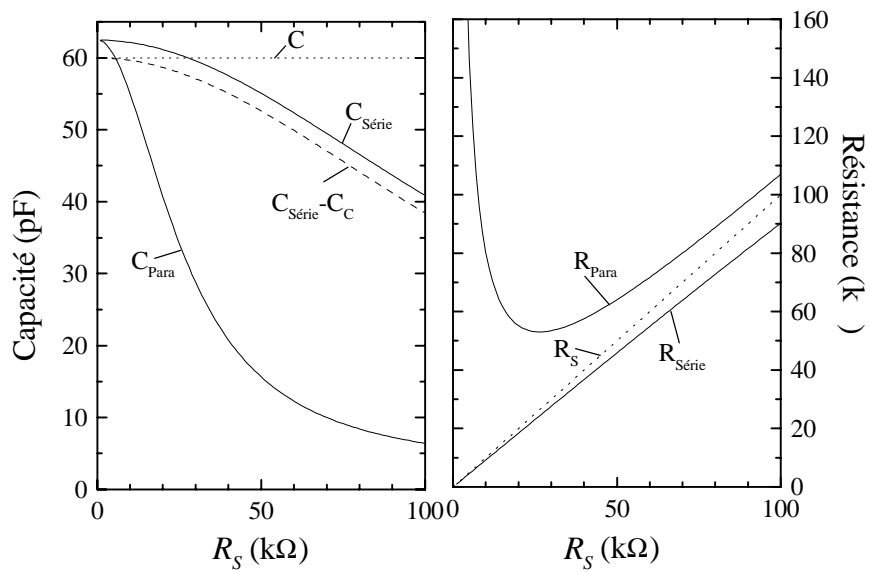 60
50
40
30
20
10
0
Capacité (pF)
C
C_Série
C_Série-C_C
C_Para
0
50
100
R_S (kΩ)
160
140
120
100
80
60
40
20
0
Résistance (k )
R_Para
R_S
R_Série
0
50
100
R_S (kΩ)